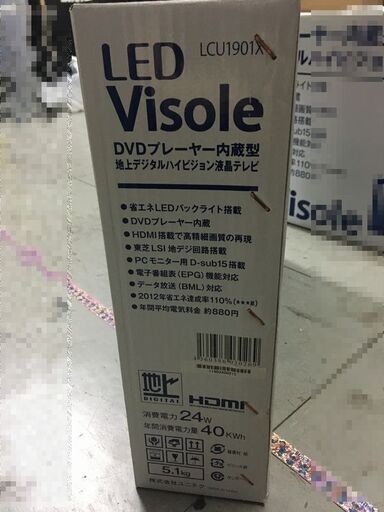 LED
LCU1901X
Visole
DVDプレーヤー内蔵型
地上デジタルハイビジョン液晶テレビ
●省エネLEDバックライト搭載
●DVDプレーヤー内蔵
●HDMI搭載で高精細画質の再現
●東芝LSI 地デジ回路搭載
●PCモニター用 D-sub15搭載
●電子番組表(EPG)機能対応
●データ放送(BML)対応
●2012年省エネ達成率110%(★★★)
●年間平均電気料金 約880円
地上
DIGITAL
HDMI
消費電力 24W
年間消費電力量 40KWh
5.1kg
株式会社ユニテク
Visole